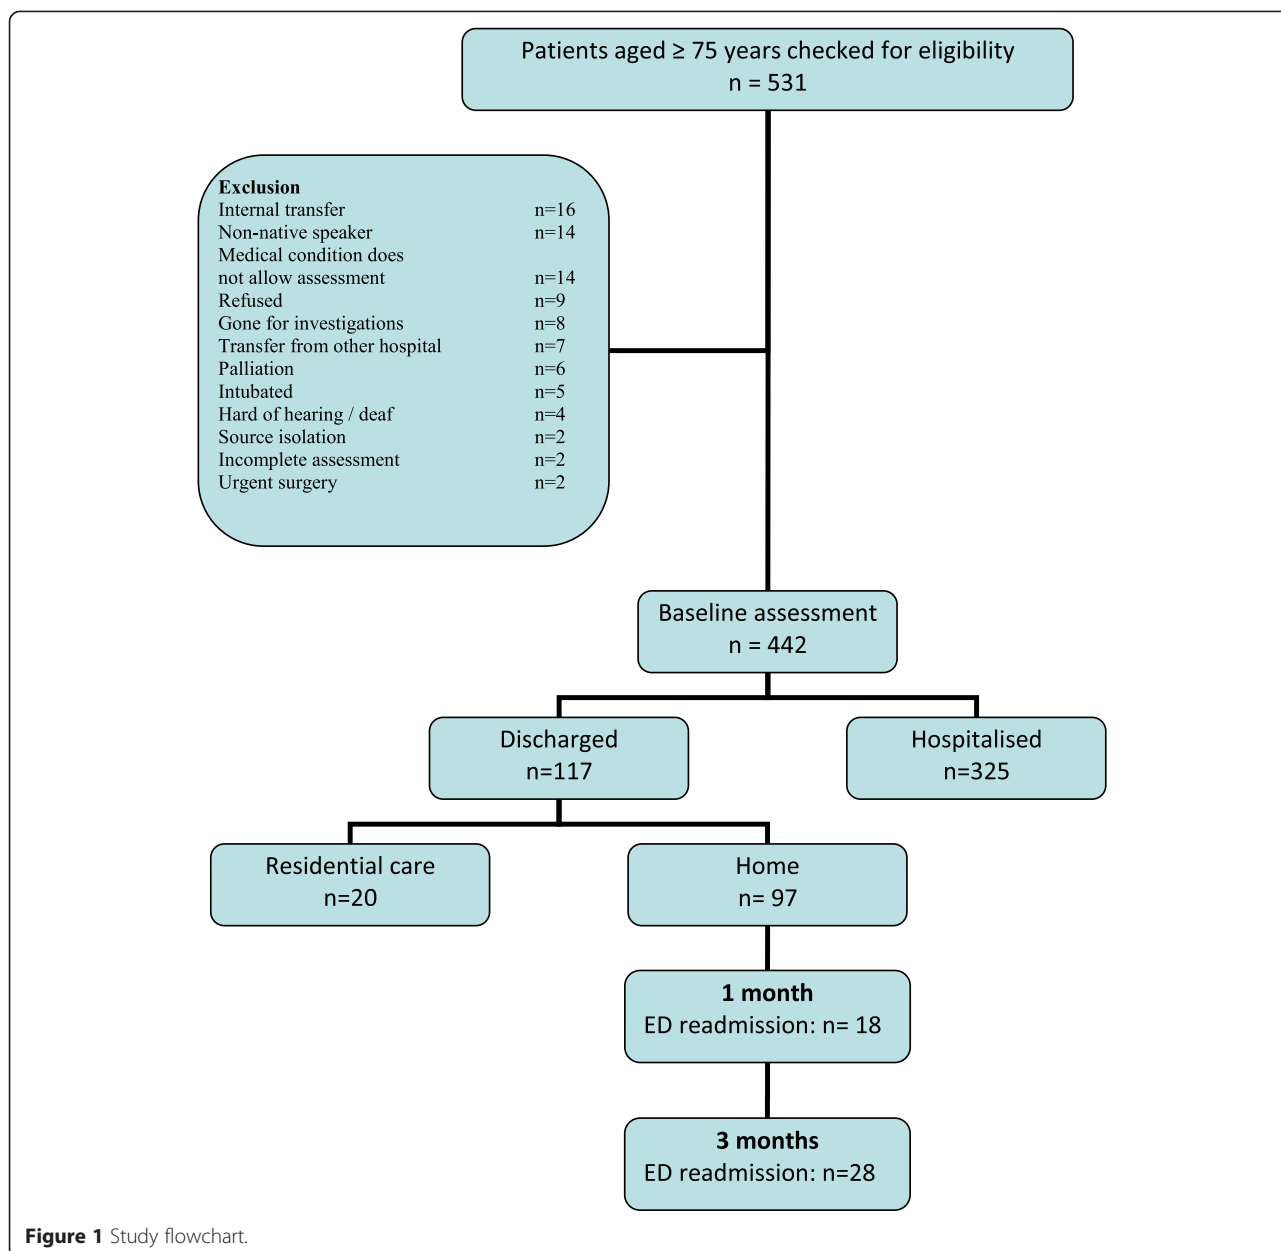 Patients aged ≥ 75 years checked for eligibility
n = 531
Exclusion
Internal transfer n=16
Non-native speaker n=14
Medical condition does
not allow assessment n=14
Refused n=9
Gone for investigations n=8
Transfer from other hospital n=7
Palliation n=6
Intubated n=5
Hard of hearing / deaf n=4
Source isolation n=2
Incomplete assessment n=2
Urgent surgery n=2
Baseline assessment
n = 442
Discharged
n=117
Hospitalised
n=325
Residential care
n=20
Home
n= 97
1 month
ED readmission: n= 18
3 months
ED readmission: n=28
Figure 1 Study flowchart.